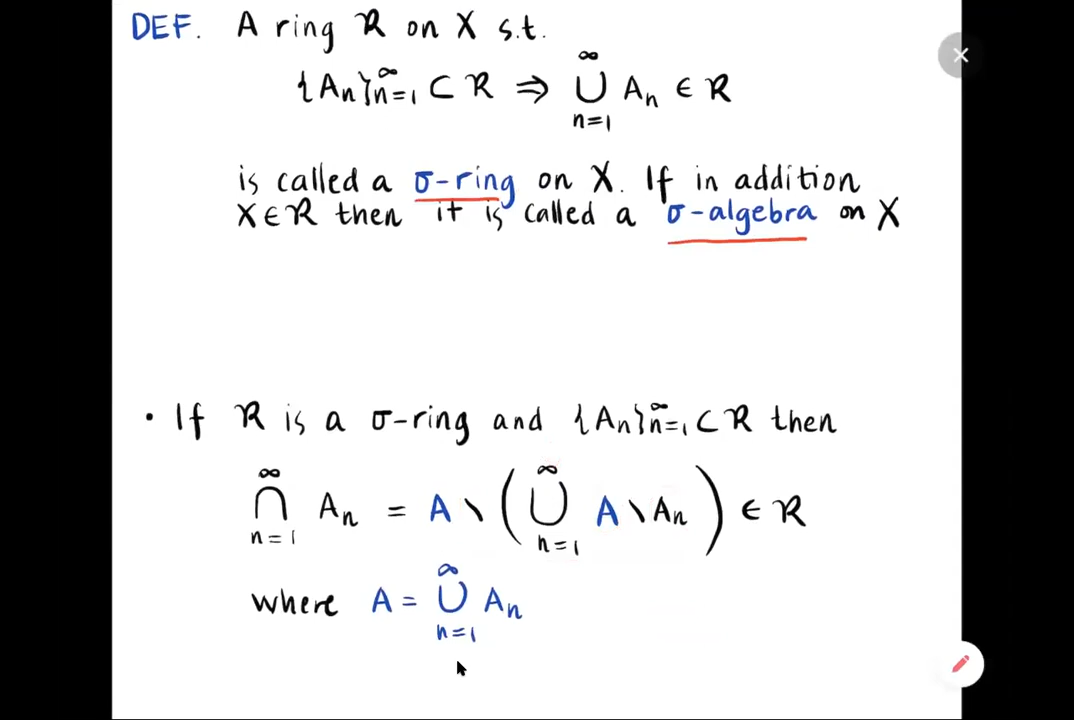 DEF. A ring ℛ on X s.t.
{Aₙ}ₙ₌₁^∞ ⊂ ℛ ⇒ ⋃ₙ₌₁^∞ Aₙ ∈ ℛ
is called a σ-ring on X. If in addition
X∈ℛ then it is called a σ-algebra on X
• If ℛ is a σ-ring and {Aₙ}ₙ₌₁^∞ ⊂ ℛ then
⋂ₙ₌₁^∞ Aₙ = A \ (⋃ₙ₌₁^∞ A \ Aₙ) ∈ ℛ
where A = ⋃ₙ₌₁^∞ Aₙ